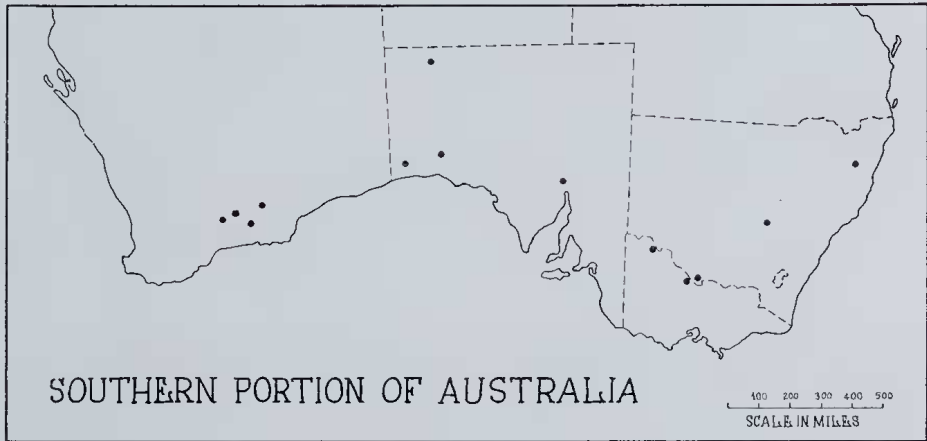 SOUTHERN PORTION OF AUSTRALIA
100 200 300 400 500
SCALE IN MILES